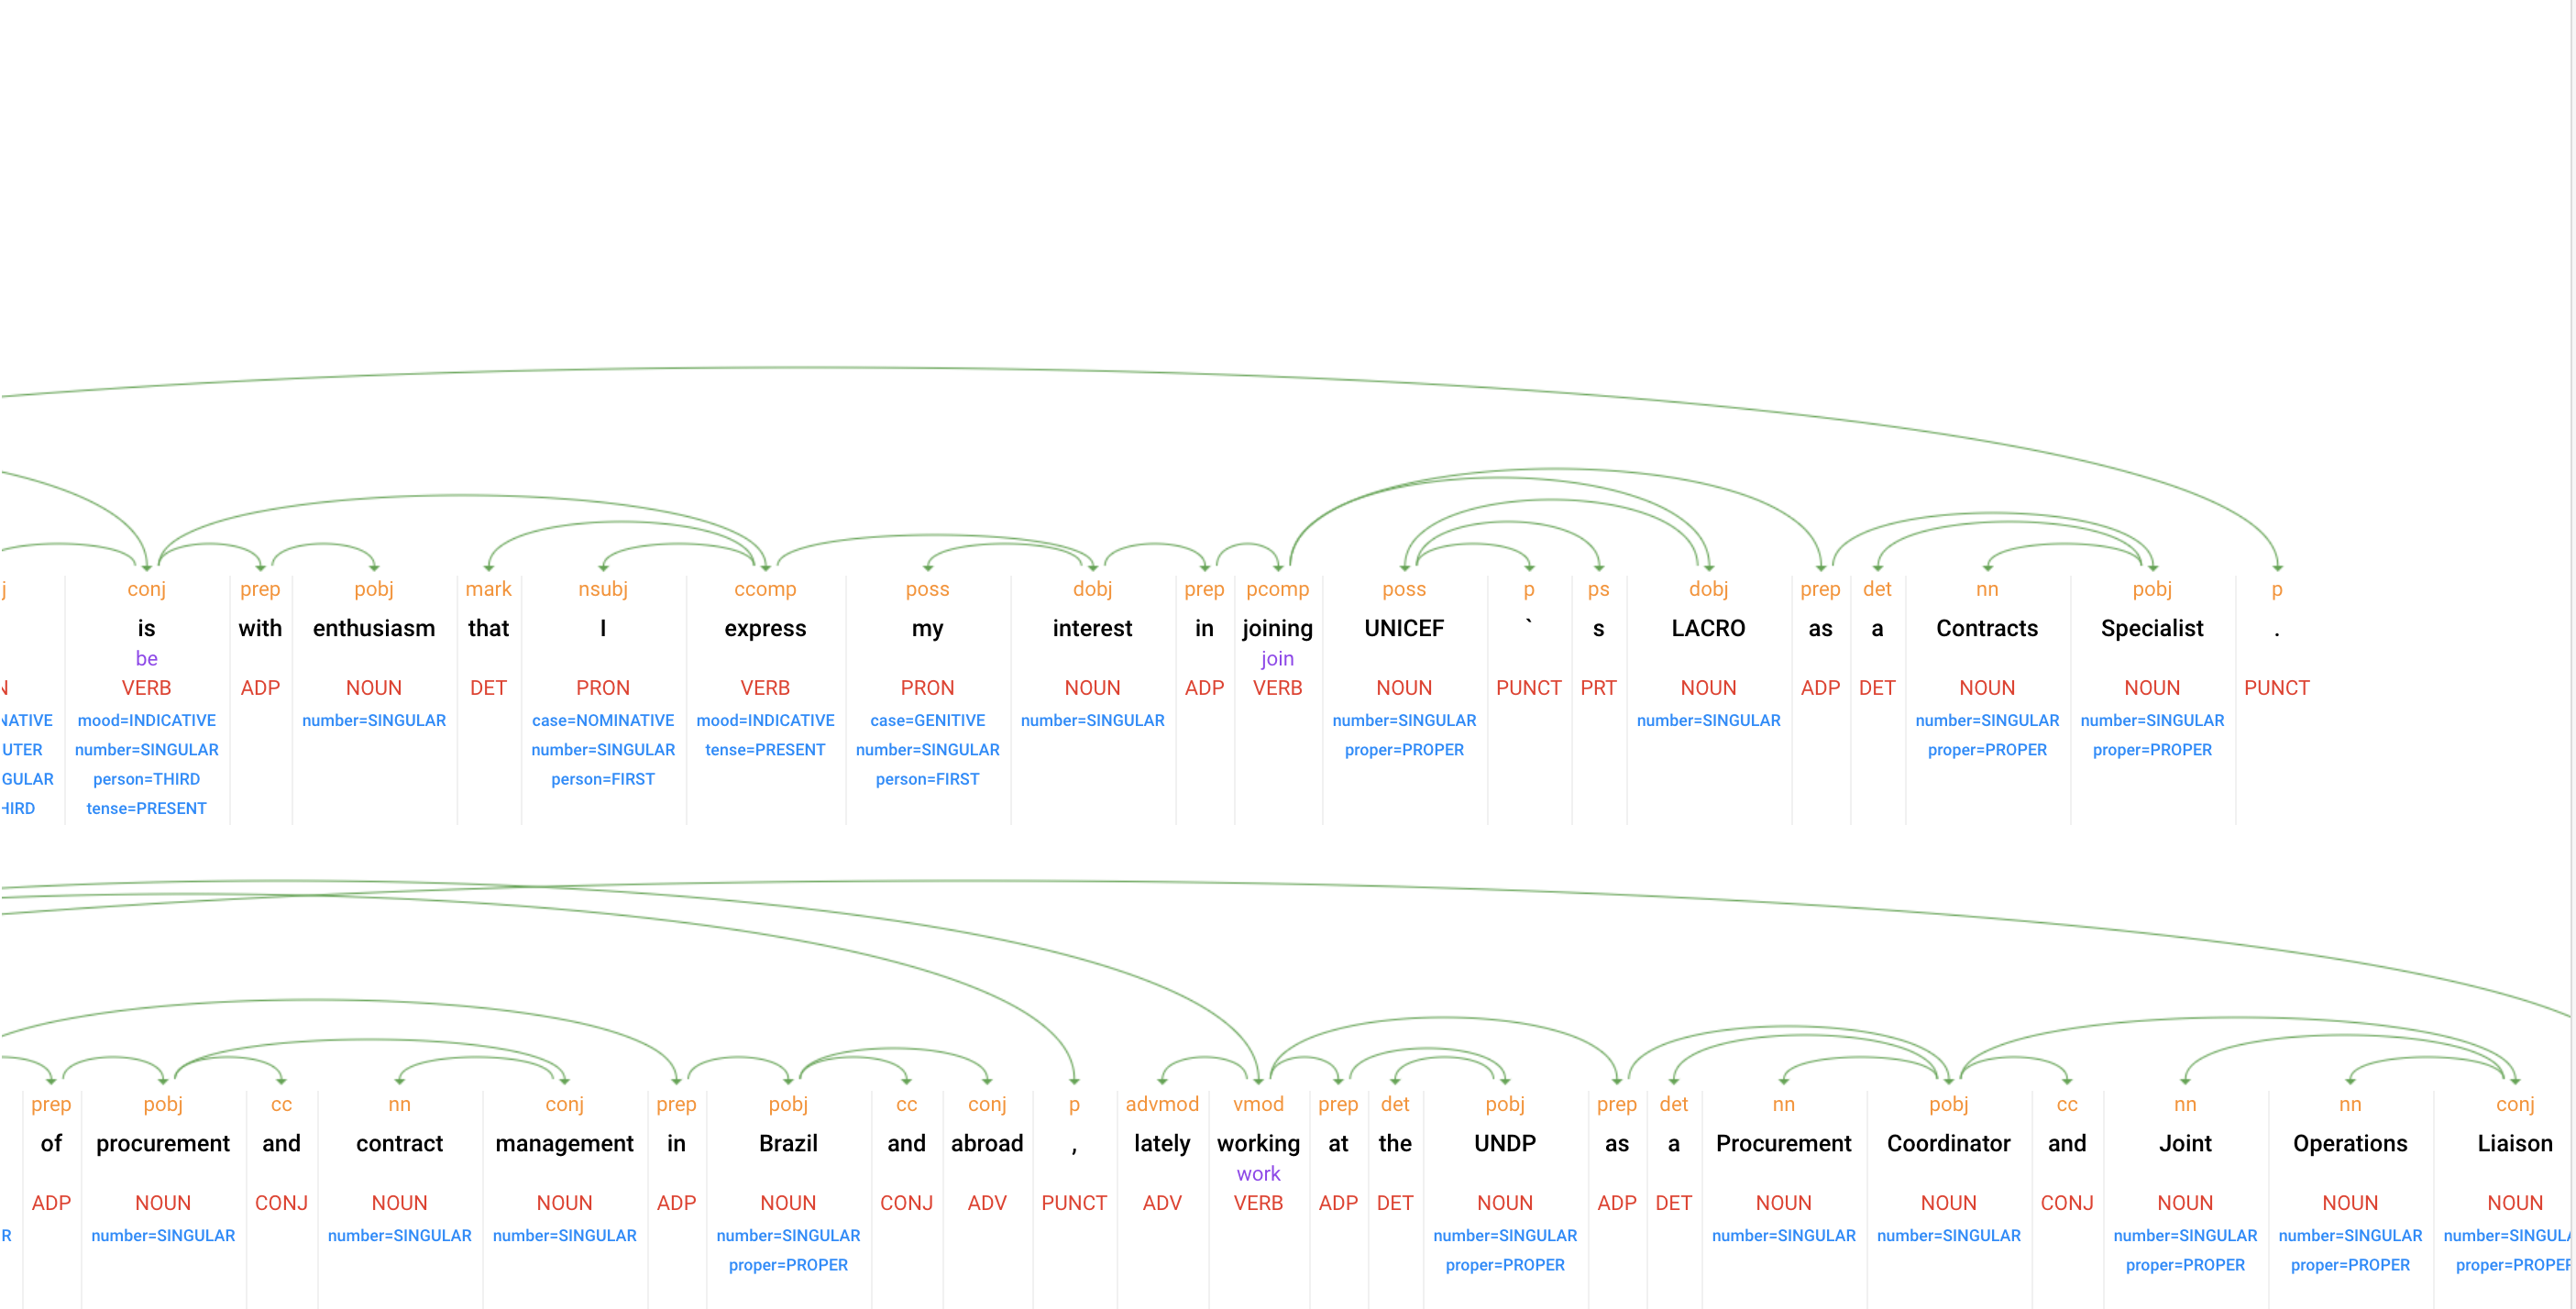 j conj prep pobj mark nsubj ccomp poss dobj prep pcomp poss p ps dobj prep det nn pobj p
is with enthusiasm that I express my interest in joining UNICEF ` s LACRO as a Contracts Specialist .
be join
N VERB ADP NOUN DET PRON VERB PRON NOUN ADP VERB NOUN PUNCT PRT NOUN ADP DET NOUN NOUN PUNCT
NATIVE mood=INDICATIVE number=SINGULAR case=NOMINATIVE mood=INDICATIVE case=GENITIVE number=SINGULAR number=SINGULAR number=SINGULAR number=SINGULAR number=SINGULAR
UTER number=SINGULAR number=SINGULAR tense=PRESENT number=SINGULAR proper=PROPER proper=PROPER proper=PROPER
GULAR person=THIRD person=FIRST person=FIRST
HIRD tense=PRESENT
prep pobj cc nn conj prep pobj cc conj p advmod vmod prep det pobj prep det nn pobj cc nn nn conj
of procurement and contract management in Brazil and abroad , lately working at the UNDP as a Procurement Coordinator and Joint Operations Liaison
work
ADP NOUN CONJ NOUN NOUN ADP NOUN CONJ ADV PUNCT ADV VERB ADP DET NOUN ADP DET NOUN NOUN CONJ NOUN NOUN NOUN
R number=SINGULAR number=SINGULAR number=SINGULAR number=SINGULAR number=SINGULAR number=SINGULAR number=SINGULAR number=SINGULAR number=SINGULAR number=SINGUL
proper=PROPER proper=PROPER proper=PROPER proper=PROPER proper=PROPE